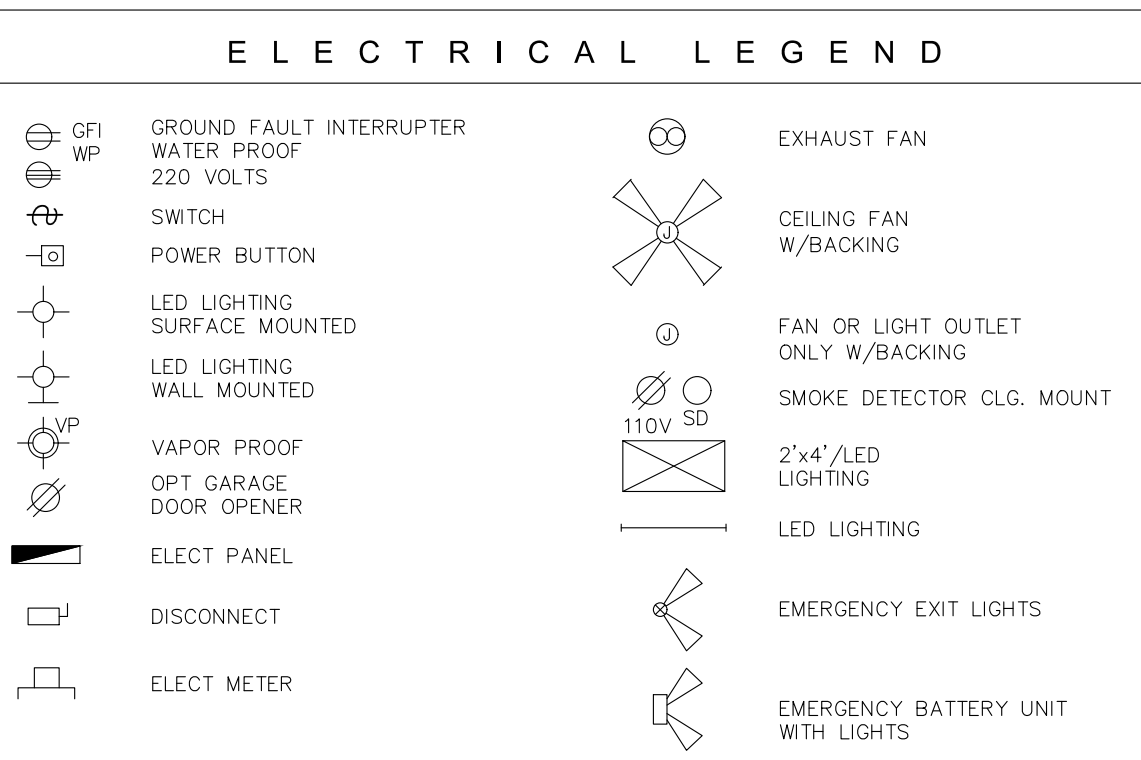 ELECTRICAL LEGEND
GFI
WP
GROUND FAULT INTERRUPTER
WATER PROOF
220 VOLTS
SWITCH
POWER BUTTON
LED LIGHTING
SURFACE MOUNTED
LED LIGHTING
WALL MOUNTED
VP
VAPOR PROOF
OPT GARAGE
DOOR OPENER
ELECT PANEL
DISCONNECT
ELECT METER
EXHAUST FAN
J
CEILING FAN
W/BACKING
J
FAN OR LIGHT OUTLET
ONLY W/BACKING
110V SD
SMOKE DETECTOR CLG. MOUNT
2'x4'/LED
LIGHTING
LED LIGHTING
EMERGENCY EXIT LIGHTS
EMERGENCY BATTERY UNIT
WITH LIGHTS